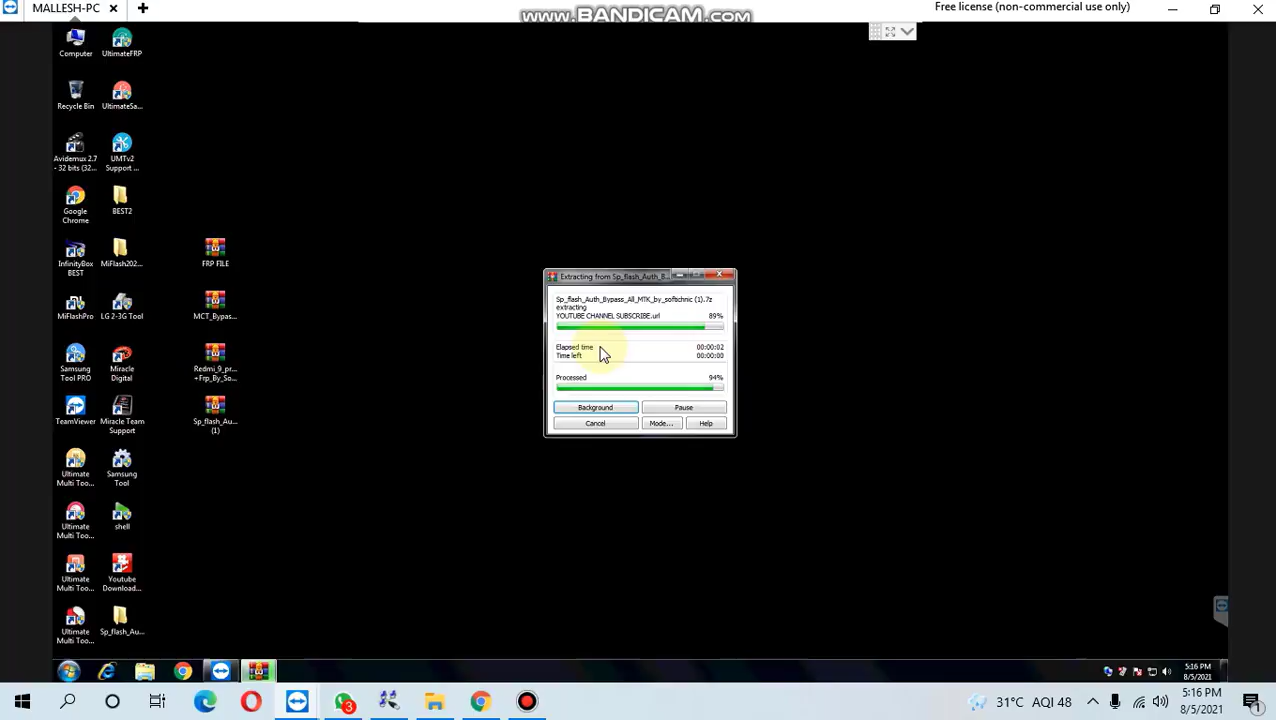 MALLESH-PC
www.BANDICAM.com
Free license (non-commercial use only)
Computer
UltimateFRP
Recycle Bin
UltimateSa...
Avidemux 2.7
- 32 bits (32...
UMTv2
Support ...
Google
Chrome
BEST2
InfinityBox
BEST
MiFlash202...
FRP FILE
MiFlashPro
LG 2-3G Tool
MCT_Bypas...
Samsung
Tool PRO
Miracle
Digital
Redmi_9_pr...
+Frp_By_So...
TeamViewer
Miracle Team
Support
Sp_flash_Au...
(1)
Ultimate
Multi Too...
Samsung
Tool
Ultimate
Multi Too...
shell
Ultimate
Multi Too...
Youtube
Download...
Ultimate
Multi Too...
Sp_flash_Au...
Extracting from Sp_flash_Auth_B...
Sp_flash_Auth_Bypass_All_MTK_by_softichnic (1).7z
extracting
YOUTUBE CHANNEL SUBSCRIBE.url 89%
Elapsed time 00:00:02
Time left 00:00:00
Processed 94%
Background
Pause
Cancel
Mode...
Help
5:16 PM
8/5/2021
3
31°C AQI 48
5:16 PM
8/5/2021
1